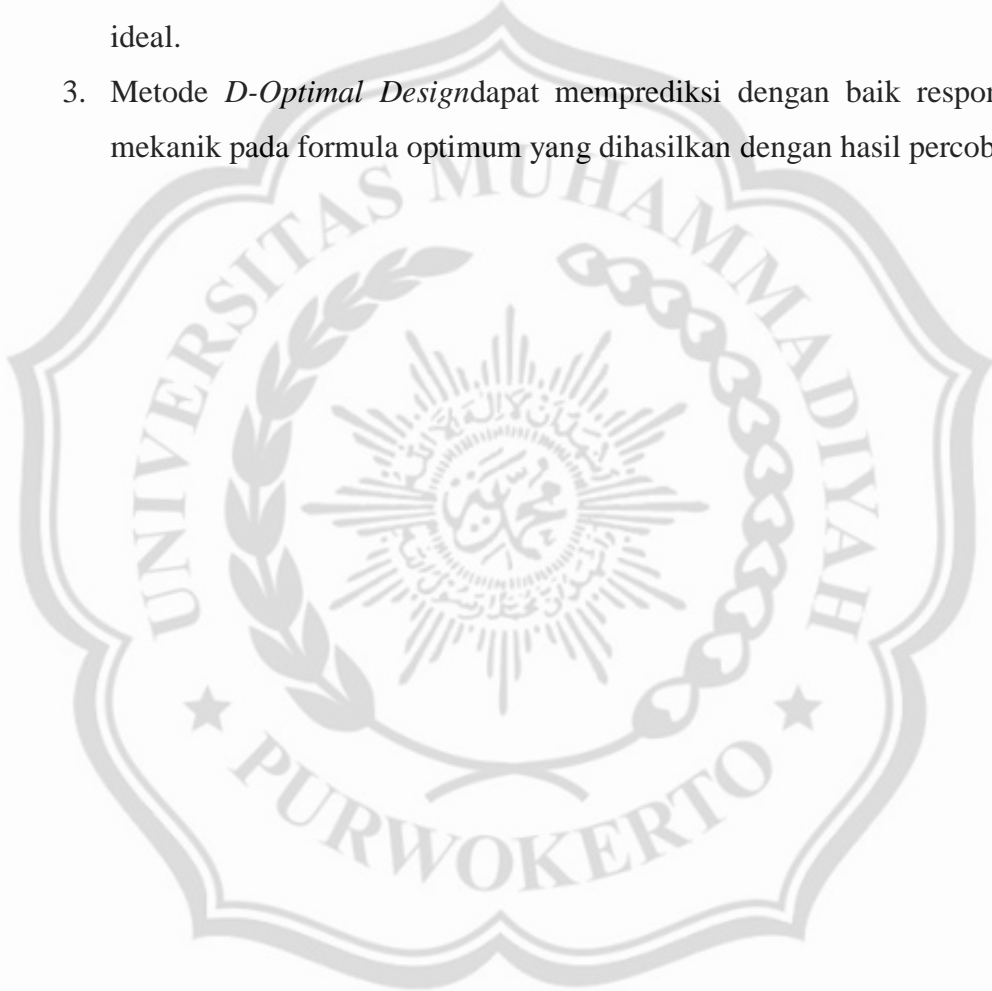 ideal.
3. Metode D-Optimal Designdapat memprediksi dengan baik respon
mekanik pada formula optimum yang dihasilkan dengan hasil percob
UNIVERSITAS MUHAMMADIYAH
PURWOKERTO